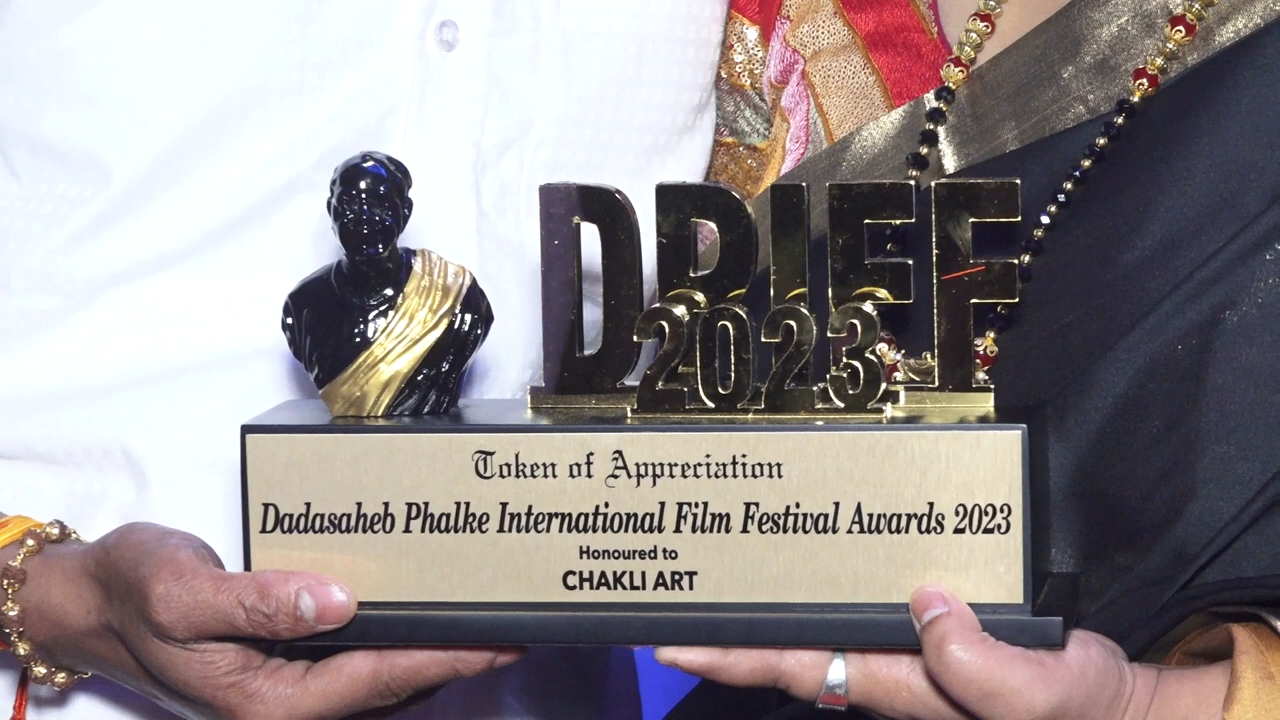 DPIFF
2023
Token of Appreciation
Dadasaheb Phalke International Film Festival Awards 2023
Honoured to
CHAKLI ART